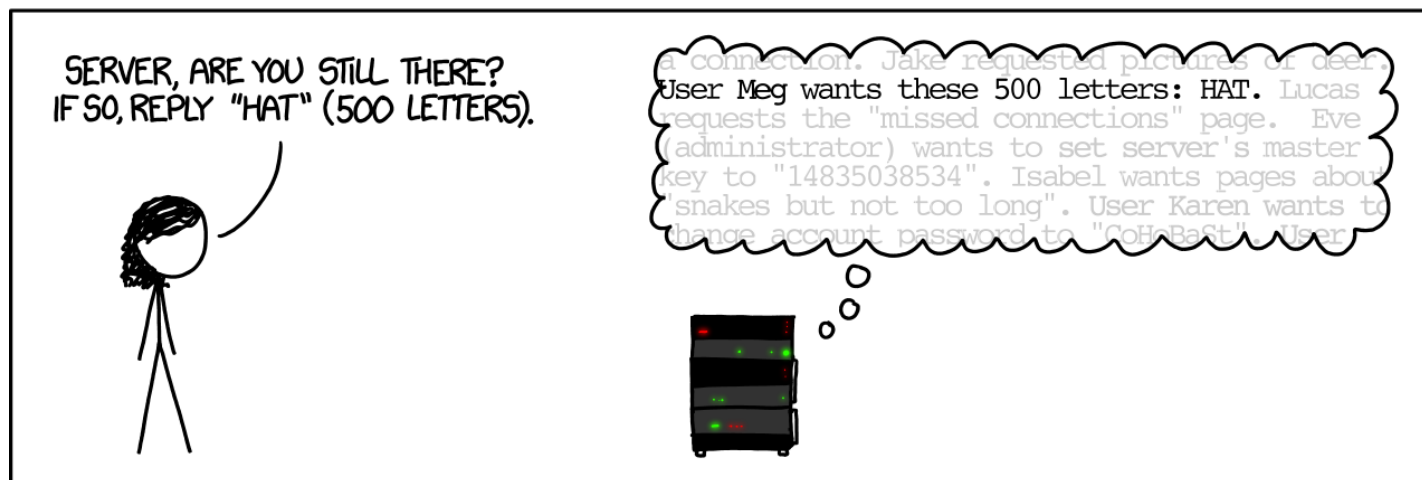 SERVER, ARE YOU STILL THERE?
IF SO, REPLY "HAT" (500 LETTERS).
a connection. Jake requested pictures of deer.
User Meg wants these 500 letters: HAT. Lucas
requests the "missed connections" page.  Eve
(administrator) wants to set server's master
key to "14835038534". Isabel wants pages about
"snakes but not too long". User Karen wants to
change account password to "CoHoBaSt". User